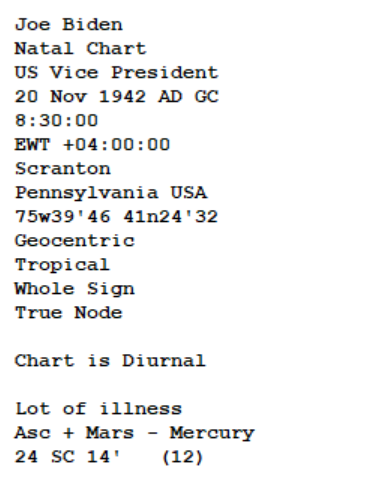 Joe Biden
Natal Chart
US Vice President
20 Nov 1942 AD GC
8:30:00
EWT +04:00:00
Scranton
Pennsylvania USA
75w39'46 41n24'32
Geocentric
Tropical
Whole Sign
True Node
Chart is Diurnal
Lot of illness
Asc + Mars - Mercury
24 SC 14' (12)